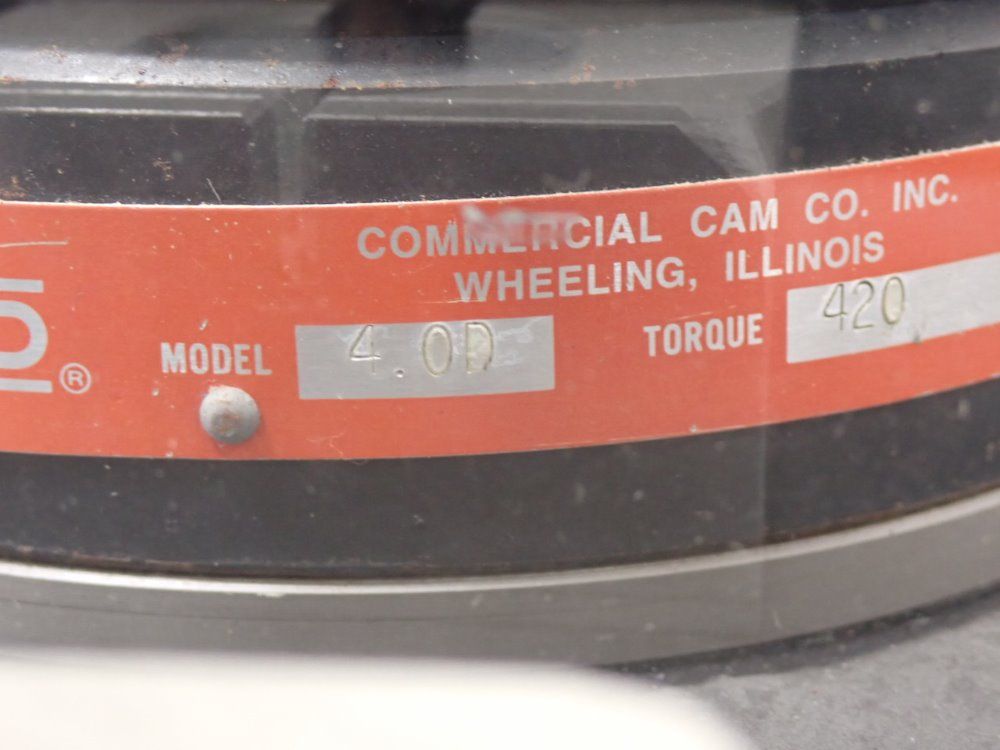 COMMERCIAL CAM CO. INC.
WHEELING, ILLINOIS
MODEL 4.0D TORQUE 420
®